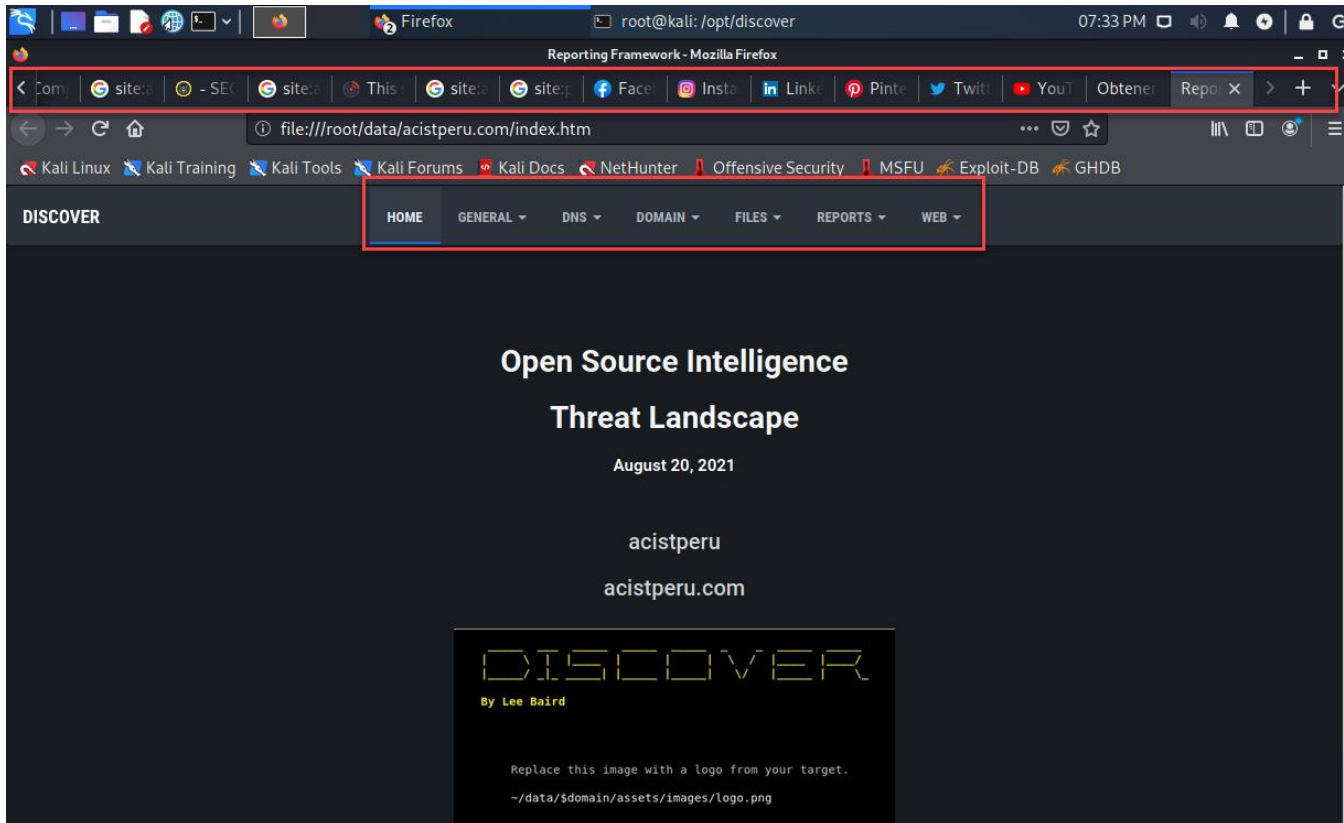 Firefox root@kali: /opt/discover 07:33 PM
Reporting Framework - Mozilla Firefox
site:a - SEC site:a This site:a site:p Face Insta Linke Pinte Twitt YouT Obtener Repor
file:///root/data/acistperu.com/index.htm
Kali Linux Kali Training Kali Tools Kali Forums Kali Docs NetHunter Offensive Security MSFU Exploit-DB GHDB
DISCOVER HOME GENERAL DNS DOMAIN FILES REPORTS WEB
Open Source Intelligence
Threat Landscape
August 20, 2021
acistperu
acistperu.com
DISCOVER
By Lee Baird
Replace this image with a logo from your target.
~/data/$domain/assets/images/logo.png